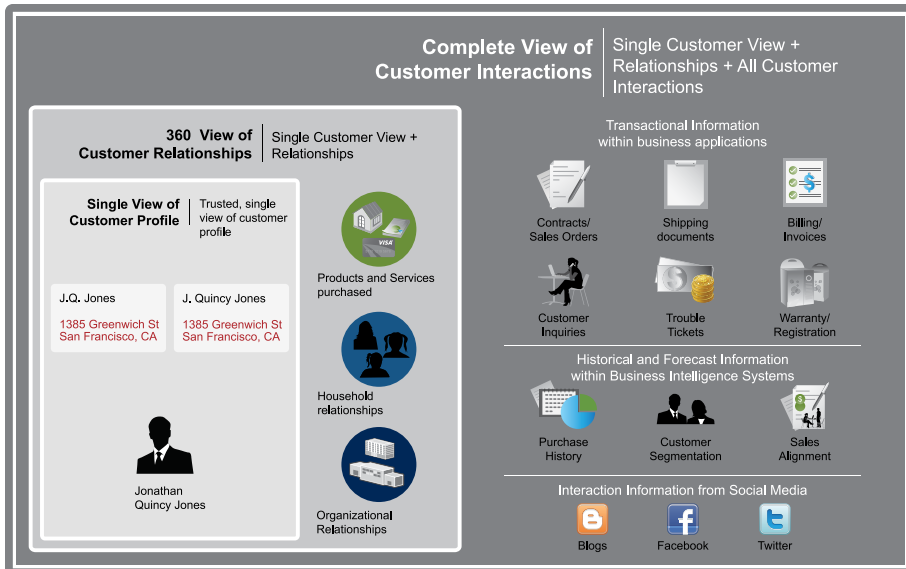 Complete View of
Customer Interactions
Single Customer View +
Relationships + All Customer
Interactions
360 View of
Customer Relationships
Single Customer View +
Relationships
Single View of
Customer Profile
Trusted, single
view of customer
profile
J.Q. Jones
1385 Greenwich St
San Francisco, CA
J. Quincy Jones
1385 Greenwich St
San Francisco, CA
Jonathan
Quincy Jones
VISA
Products and Services
purchased
Household
relationships
Organizational
Relationships
Transactional Information
within business applications
Contracts/
Sales Orders
Shipping
documents
$
Billing/
Invoices
Customer
Inquiries
Trouble
Tickets
Warranty/
Registration
Historical and Forecast Information
within Business Intelligence Systems
Purchase
History
Customer
Segmentation
Sales
Alignment
Interaction Information from Social Media
Blogs
Facebook
Twitter